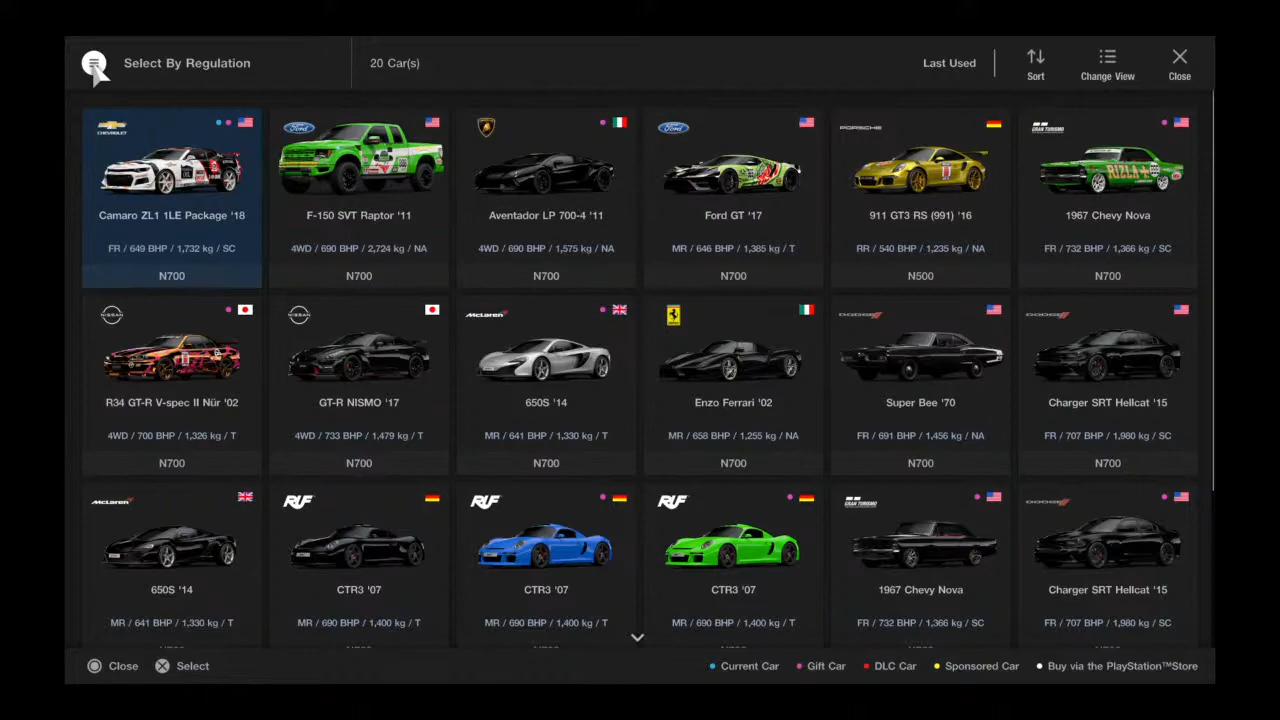 Select By Regulation
20 Car(s)
Last Used
Sort
Change View
Close
CHEVROLET
Camaro ZL1 1LE Package '18
FR / 649 BHP / 1,732 kg / SC
N700
Ford
F-150 SVT Raptor '11
4WD / 690 BHP / 2,724 kg / NA
N700
Aventador LP 700-4 '11
4WD / 690 BHP / 1,575 kg / NA
N700
Ford
Ford GT '17
MR / 646 BHP / 1,385 kg / T
N700
PORSCHE
911 GT3 RS (991) '16
RR / 540 BHP / 1,235 kg / NA
N500
GRAN TURISMO
RIZLA+
1967 Chevy Nova
FR / 732 BHP / 1,366 kg / SC
N700
NISSAN
R34 GT-R V-spec II Nür '02
4WD / 700 BHP / 1,326 kg / T
N700
NISSAN
GT-R NISMO '17
4WD / 733 BHP / 1,479 kg / T
N700
McLaren
650S '14
MR / 641 BHP / 1,330 kg / T
N700
Enzo Ferrari '02
MR / 658 BHP / 1,255 kg / NA
N700
DODGE
Super Bee '70
FR / 691 BHP / 1,456 kg / NA
N700
DODGE
Charger SRT Hellcat '15
FR / 707 BHP / 1,980 kg / SC
N700
McLaren
650S '14
MR / 641 BHP / 1,330 kg / T
RUF
CTR3 '07
MR / 690 BHP / 1,400 kg / T
RUF
CTR3 '07
MR / 690 BHP / 1,400 kg / T
RUF
CTR3 '07
MR / 690 BHP / 1,400 kg / T
GRAN TURISMO
1967 Chevy Nova
FR / 732 BHP / 1,366 kg / SC
DODGE
Charger SRT Hellcat '15
FR / 707 BHP / 1,980 kg / SC
Close
Select
Current Car
Gift Car
DLC Car
Sponsored Car
Buy via the PlayStation™Store